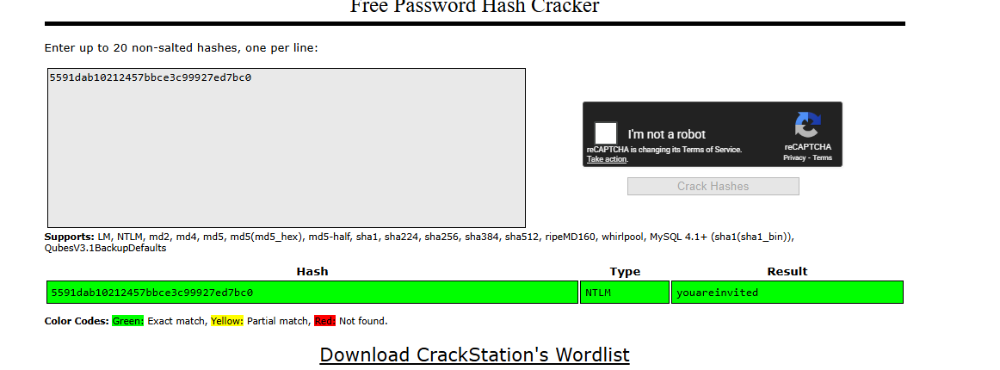 Free Password Hash Cracker
Enter up to 20 non-salted hashes, one per line:
5591dab10212457bbce3c99927ed7bc0
I'm not a robot
reCAPTCHA is changing its Terms of Service.
Take action.
reCAPTCHA
Privacy - Terms
Crack Hashes
Supports: LM, NTLM, md2, md4, md5, md5(md5_hex), md5-half, sha1, sha224, sha256, sha384, sha512, ripeMD160, whirlpool, MySQL 4.1+ (sha1(sha1_bin)),
QubesV3.1BackupDefaults
Hash Type Result
5591dab10212457bbce3c99927ed7bc0 NTLM youareinvited
Color Codes: Green: Exact match, Yellow: Partial match, Red: Not found.
Download CrackStation's Wordlist